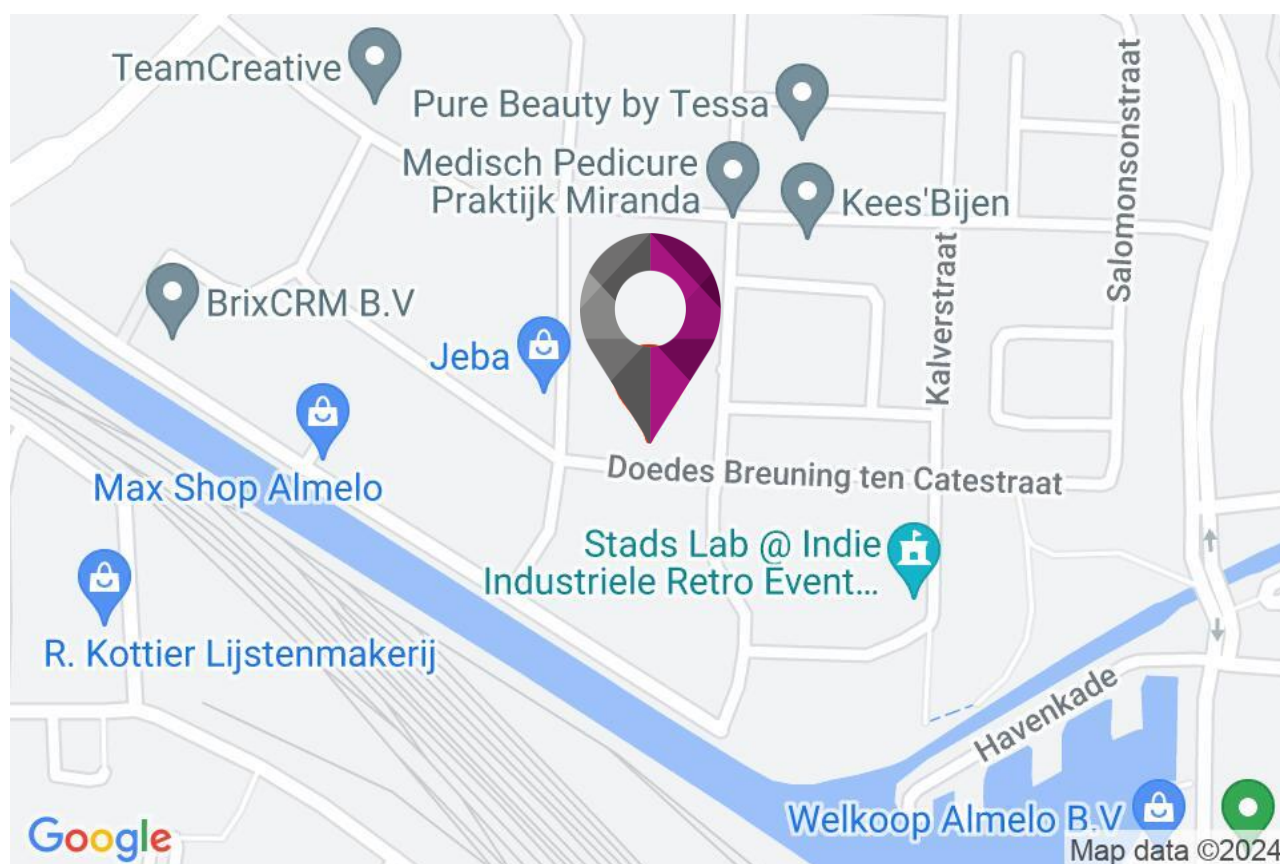 TeamCreative
Pure Beauty by Tessa
Medisch Pedicure
Praktijk Miranda
Kees'Bijen
Salomonsonstraat
Kalverstraat
BrixCRM B.V
Jeba
Max Shop Almelo
Doedes Breuning ten Catestraat
Stads Lab @ Indie
Industriele Retro Event...
R. Kottier Lijstenmakerij
Havenkade
Welkoop Almelo B.V
Google
Map data ©2024